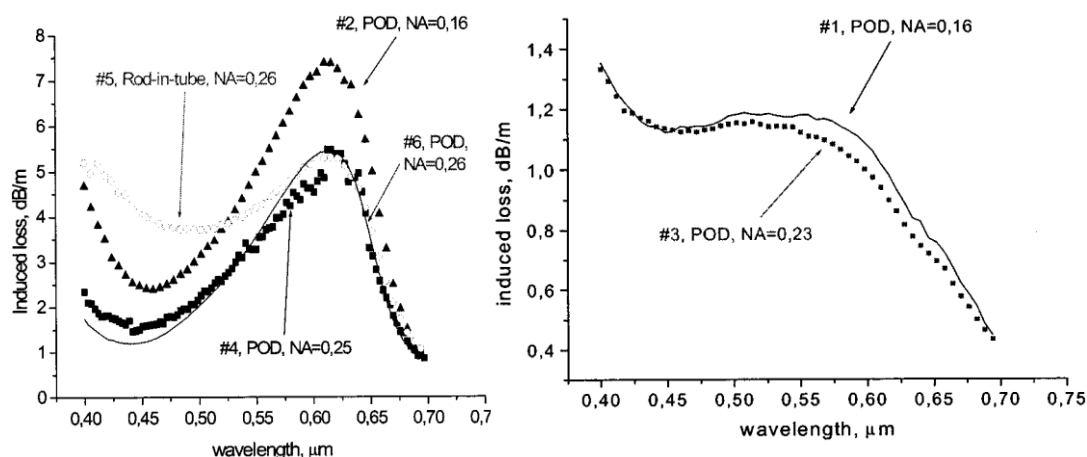 #2, POD, NA=0,16
#5, Rod-in-tube, NA=0,26
#6, POD,
NA=0,26
#4, POD, NA=0,25
Induced loss, dB/m
8
7
6
5
4
3
2
1
0
0,40
0,45
0,50
0,55
0,60
0,65
0,70
0,7
wavelength, µm
#1, POD, NA=0,16
#3, POD, NA=0,23
induced loss, dB/m
1,4
1,2
1,0
0,8
0,6
0,4
0,40
0,45
0,50
0,55
0,60
0,65
0,70
0,75
wavelength, µm